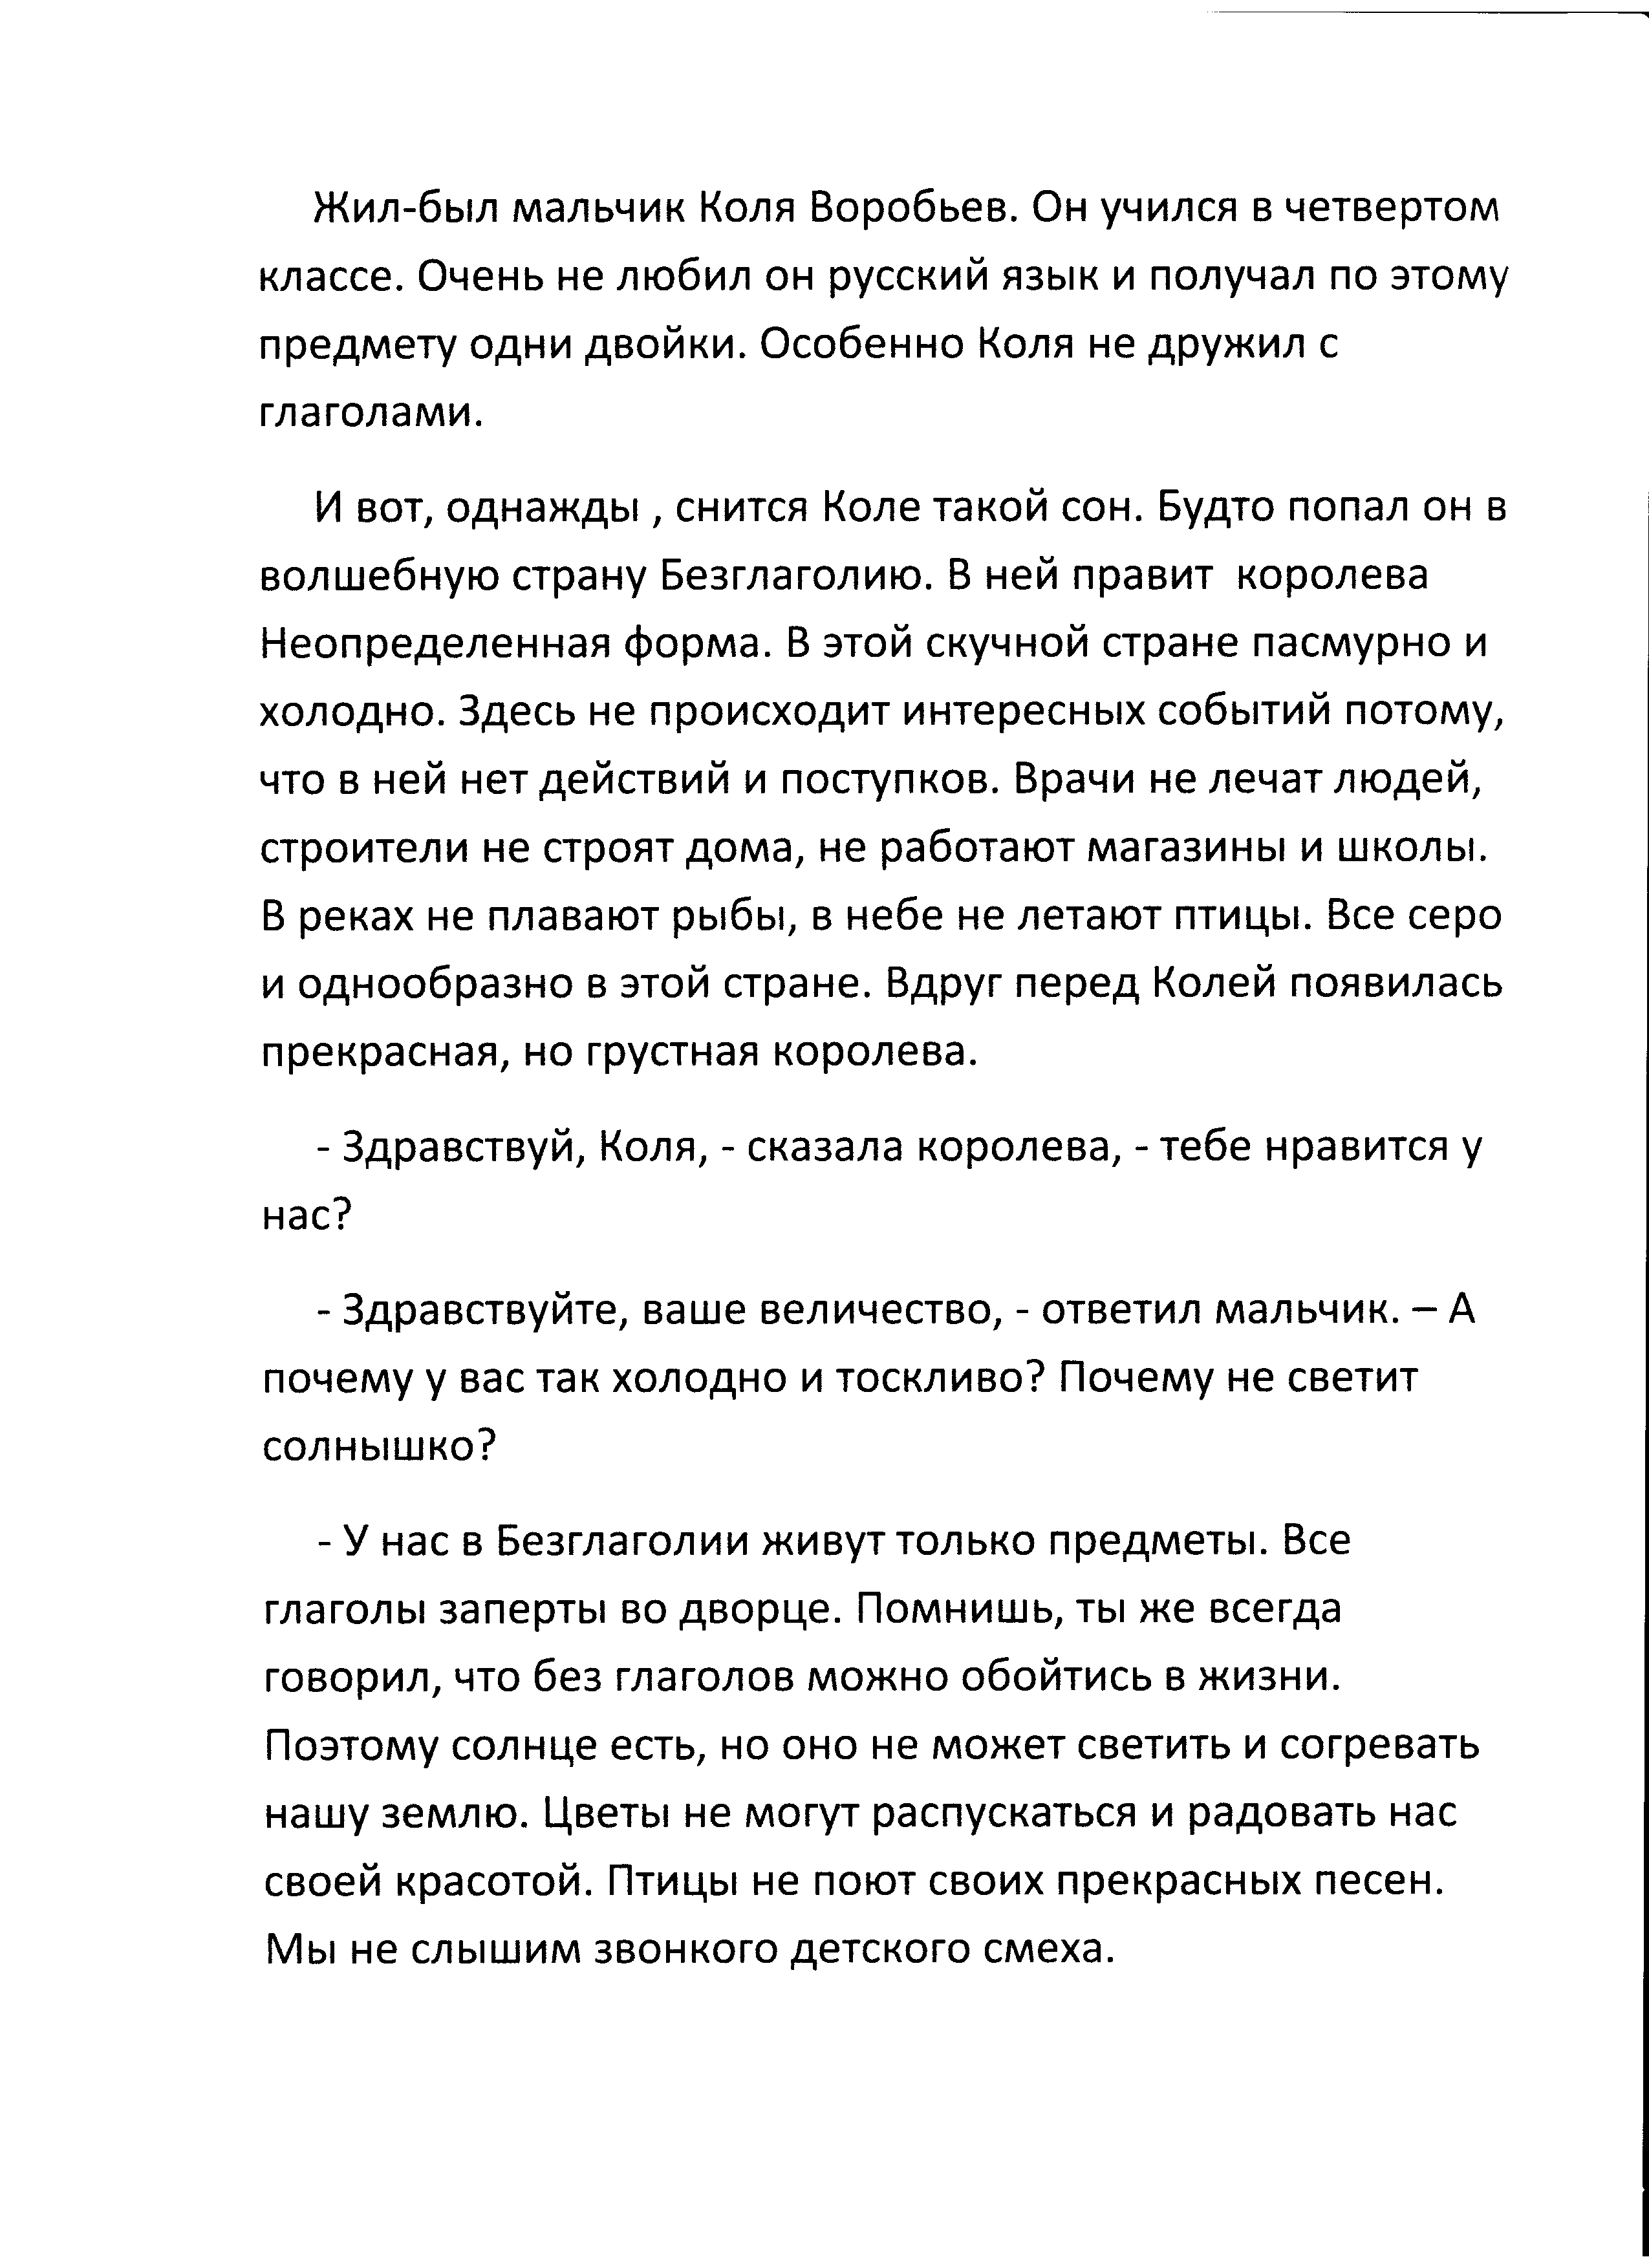 Жил-был мальчик Коля Воробьев. Он учился в четвертом
классе. Очень не любил он русский язык и получал по этому
предмету одни двойки. Особенно Коля не дружил с
глаголами.
И вот, однажды , снится Коле такой сон. Будто попал он в
волшебную страну Безглаголию. В ней правит  королева
Неопределенная форма. В этой скучной стране пасмурно и
холодно. Здесь не происходит интересных событий потому,
что в ней нет действий и поступков. Врачи не лечат людей,
строители не строят дома, не работают магазины и школы.
В реках не плавают рыбы, в небе не летают птицы. Все серо
и однообразно в этой стране. Вдруг перед Колей появилась
прекрасная, но грустная королева.
- Здравствуй, Коля, - сказала королева, - тебе нравится у
нас?
- Здравствуйте, ваше величество, - ответил мальчик. – А
почему у вас так холодно и тоскливо? Почему не светит
солнышко?
- У нас в Безглаголии живут только предметы. Все
глаголы заперты во дворце. Помнишь, ты же всегда
говорил, что без глаголов можно обойтись в жизни.
Поэтому солнце есть, но оно не может светить и согревать
нашу землю. Цветы не могут распускаться и радовать нас
своей красотой. Птицы не поют своих прекрасных песен.
Мы не слышим звонкого детского смеха.